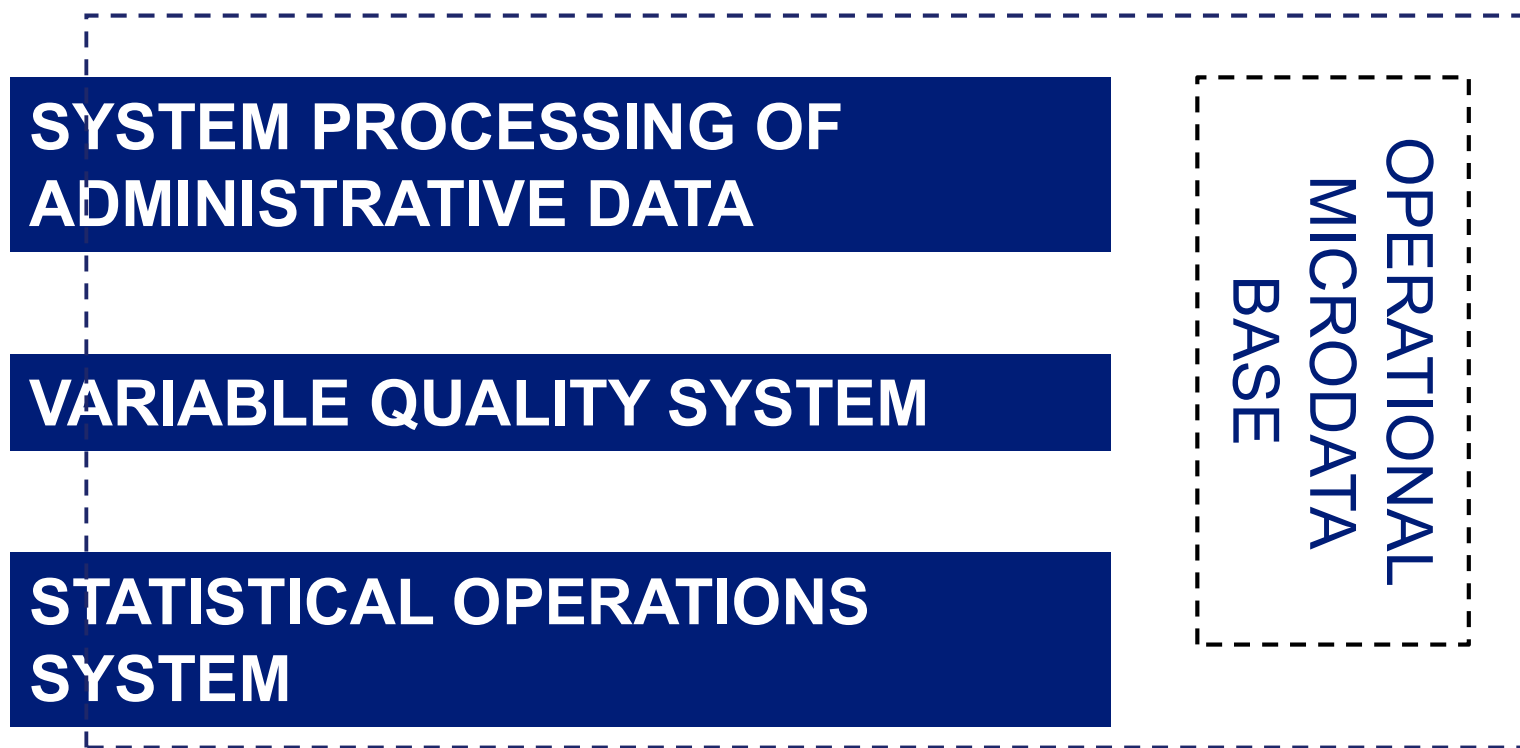 SYSTEM PROCESSING OF
ADMINISTRATIVE DATA
VARIABLE QUALITY SYSTEM
STATISTICAL OPERATIONS
SYSTEM
OPERATIONAL
MICRODATA
BASE